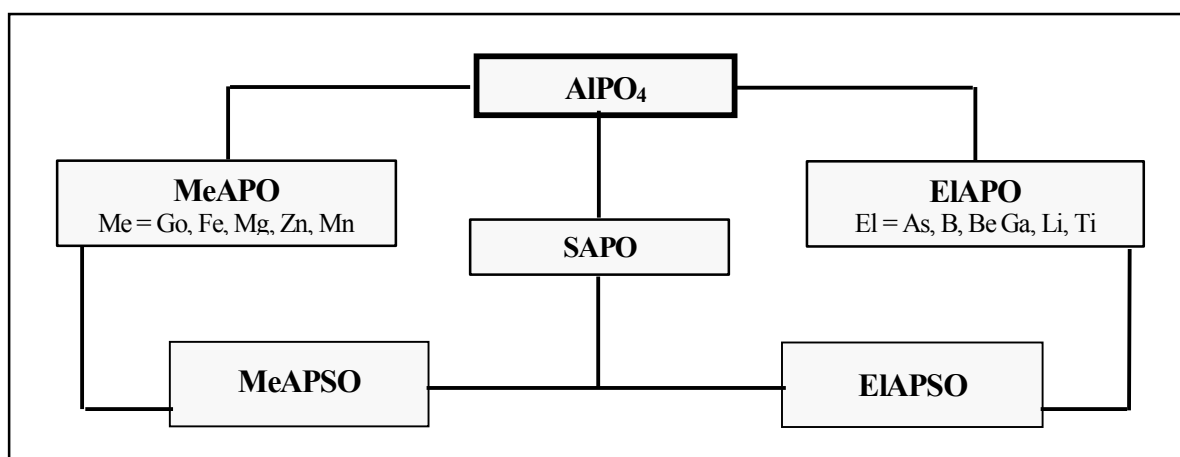 AlPO₄
MeAPO
Me = Go, Fe, Mg, Zn, Mn
ElAPO
El = As, B, Be Ga, Li, Ti
SAPO
MeAPSO
ElAPSO